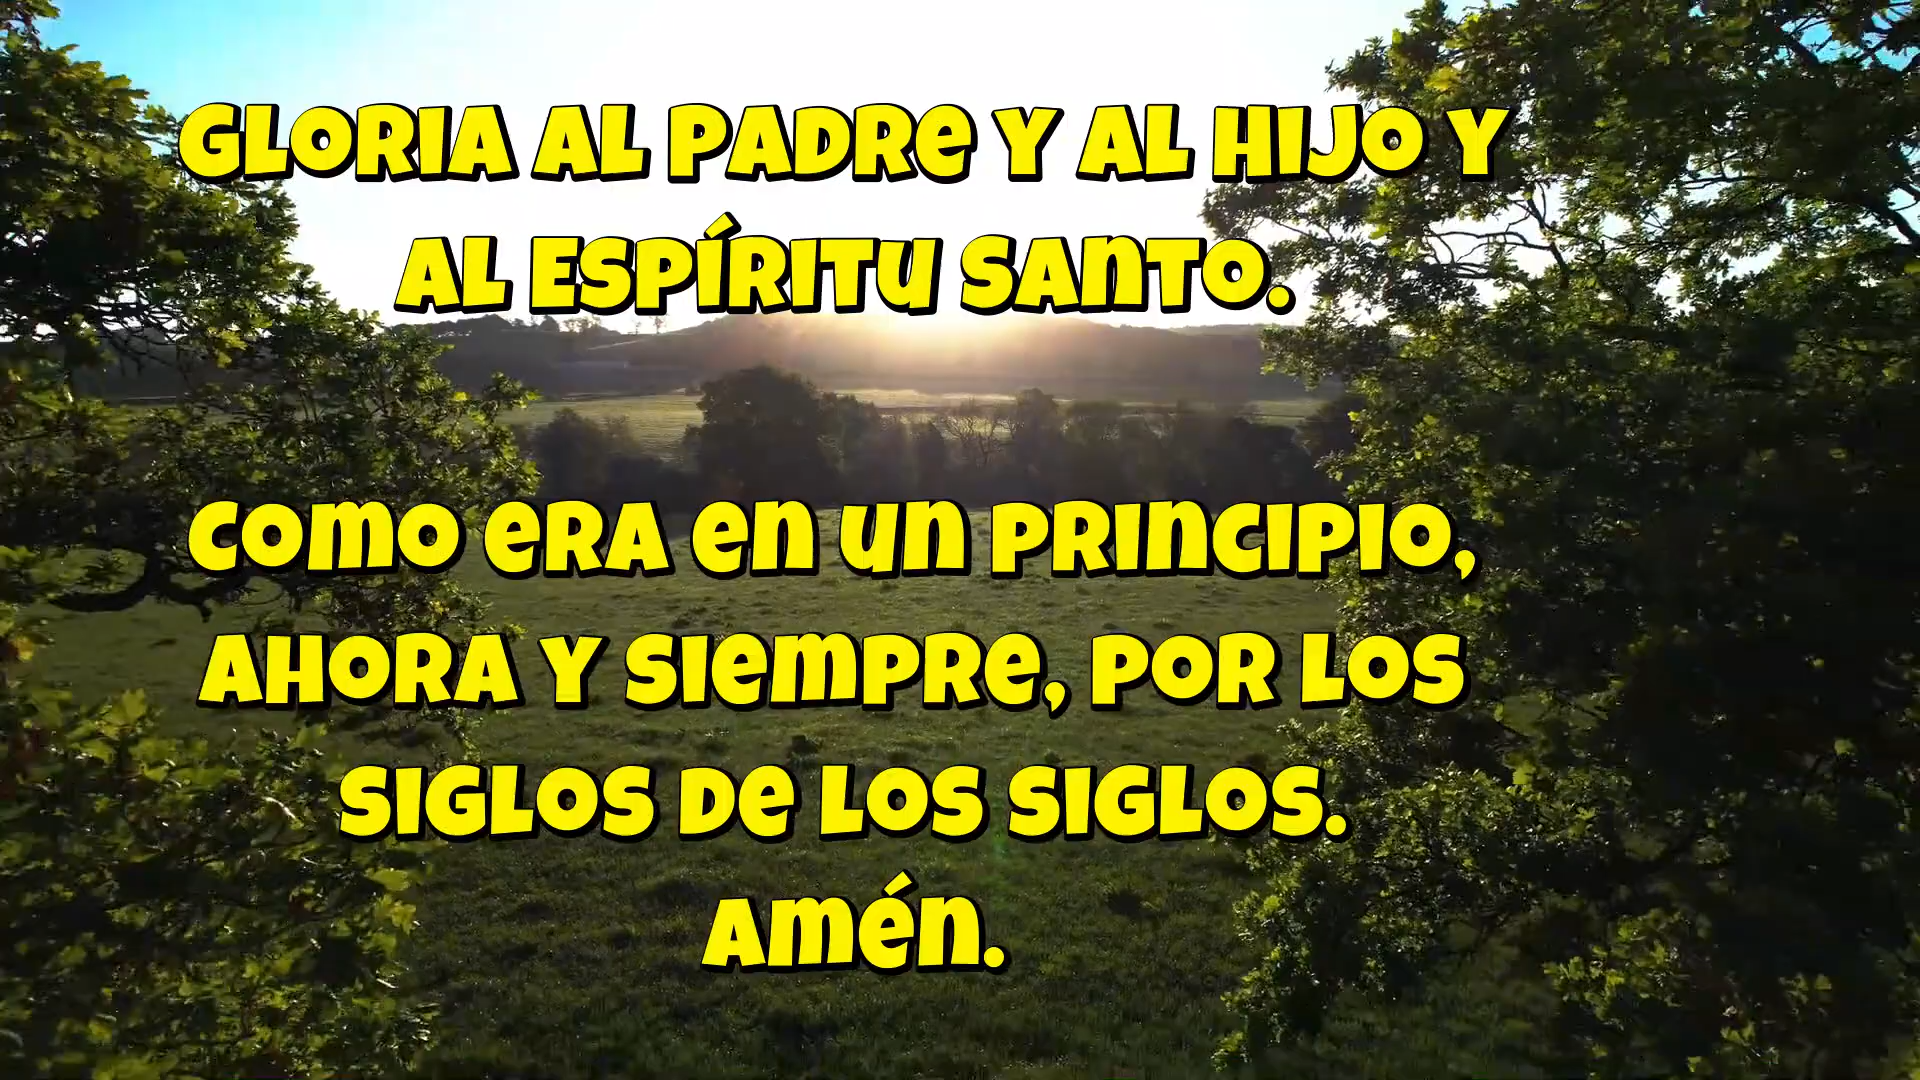 Gloria al Padre y al Hijo y
al Espíritu Santo.
Como era en un principio,
ahora y siempre, por los
siglos de los siglos.
Amén.